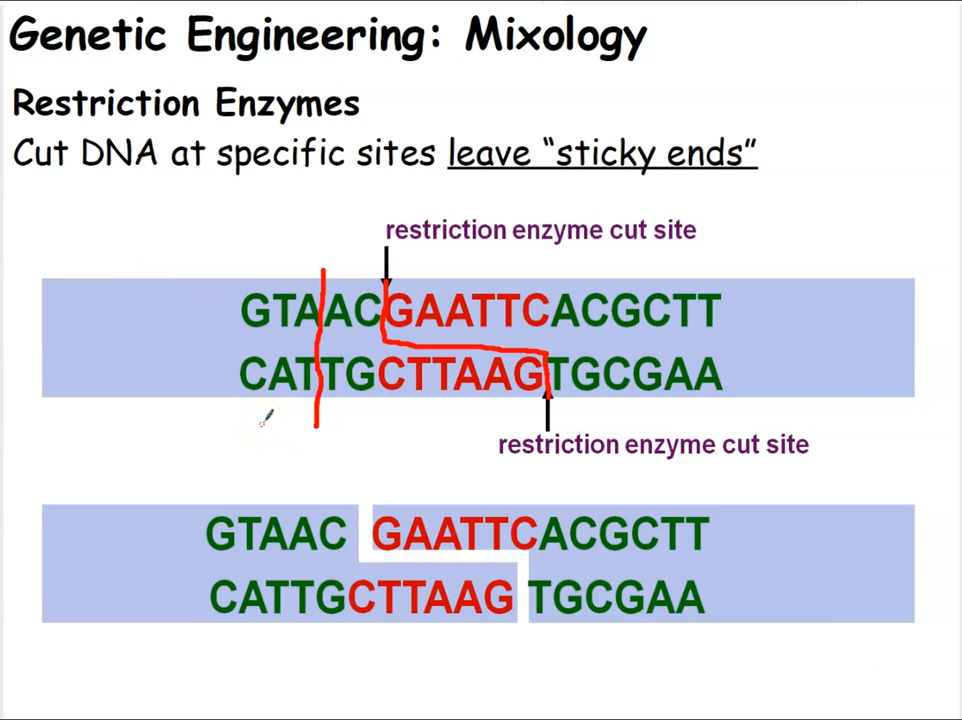 Genetic Engineering: Mixology
Restriction Enzymes
Cut DNA at specific sites leave “sticky ends”
restriction enzyme cut site
GTAACGAATTCACGCTT
CATTGCTTAAGTGCGAA
restriction enzyme cut site
GTAAC GAATTCACGCTT
CATTGCTTAAG TGCGAA